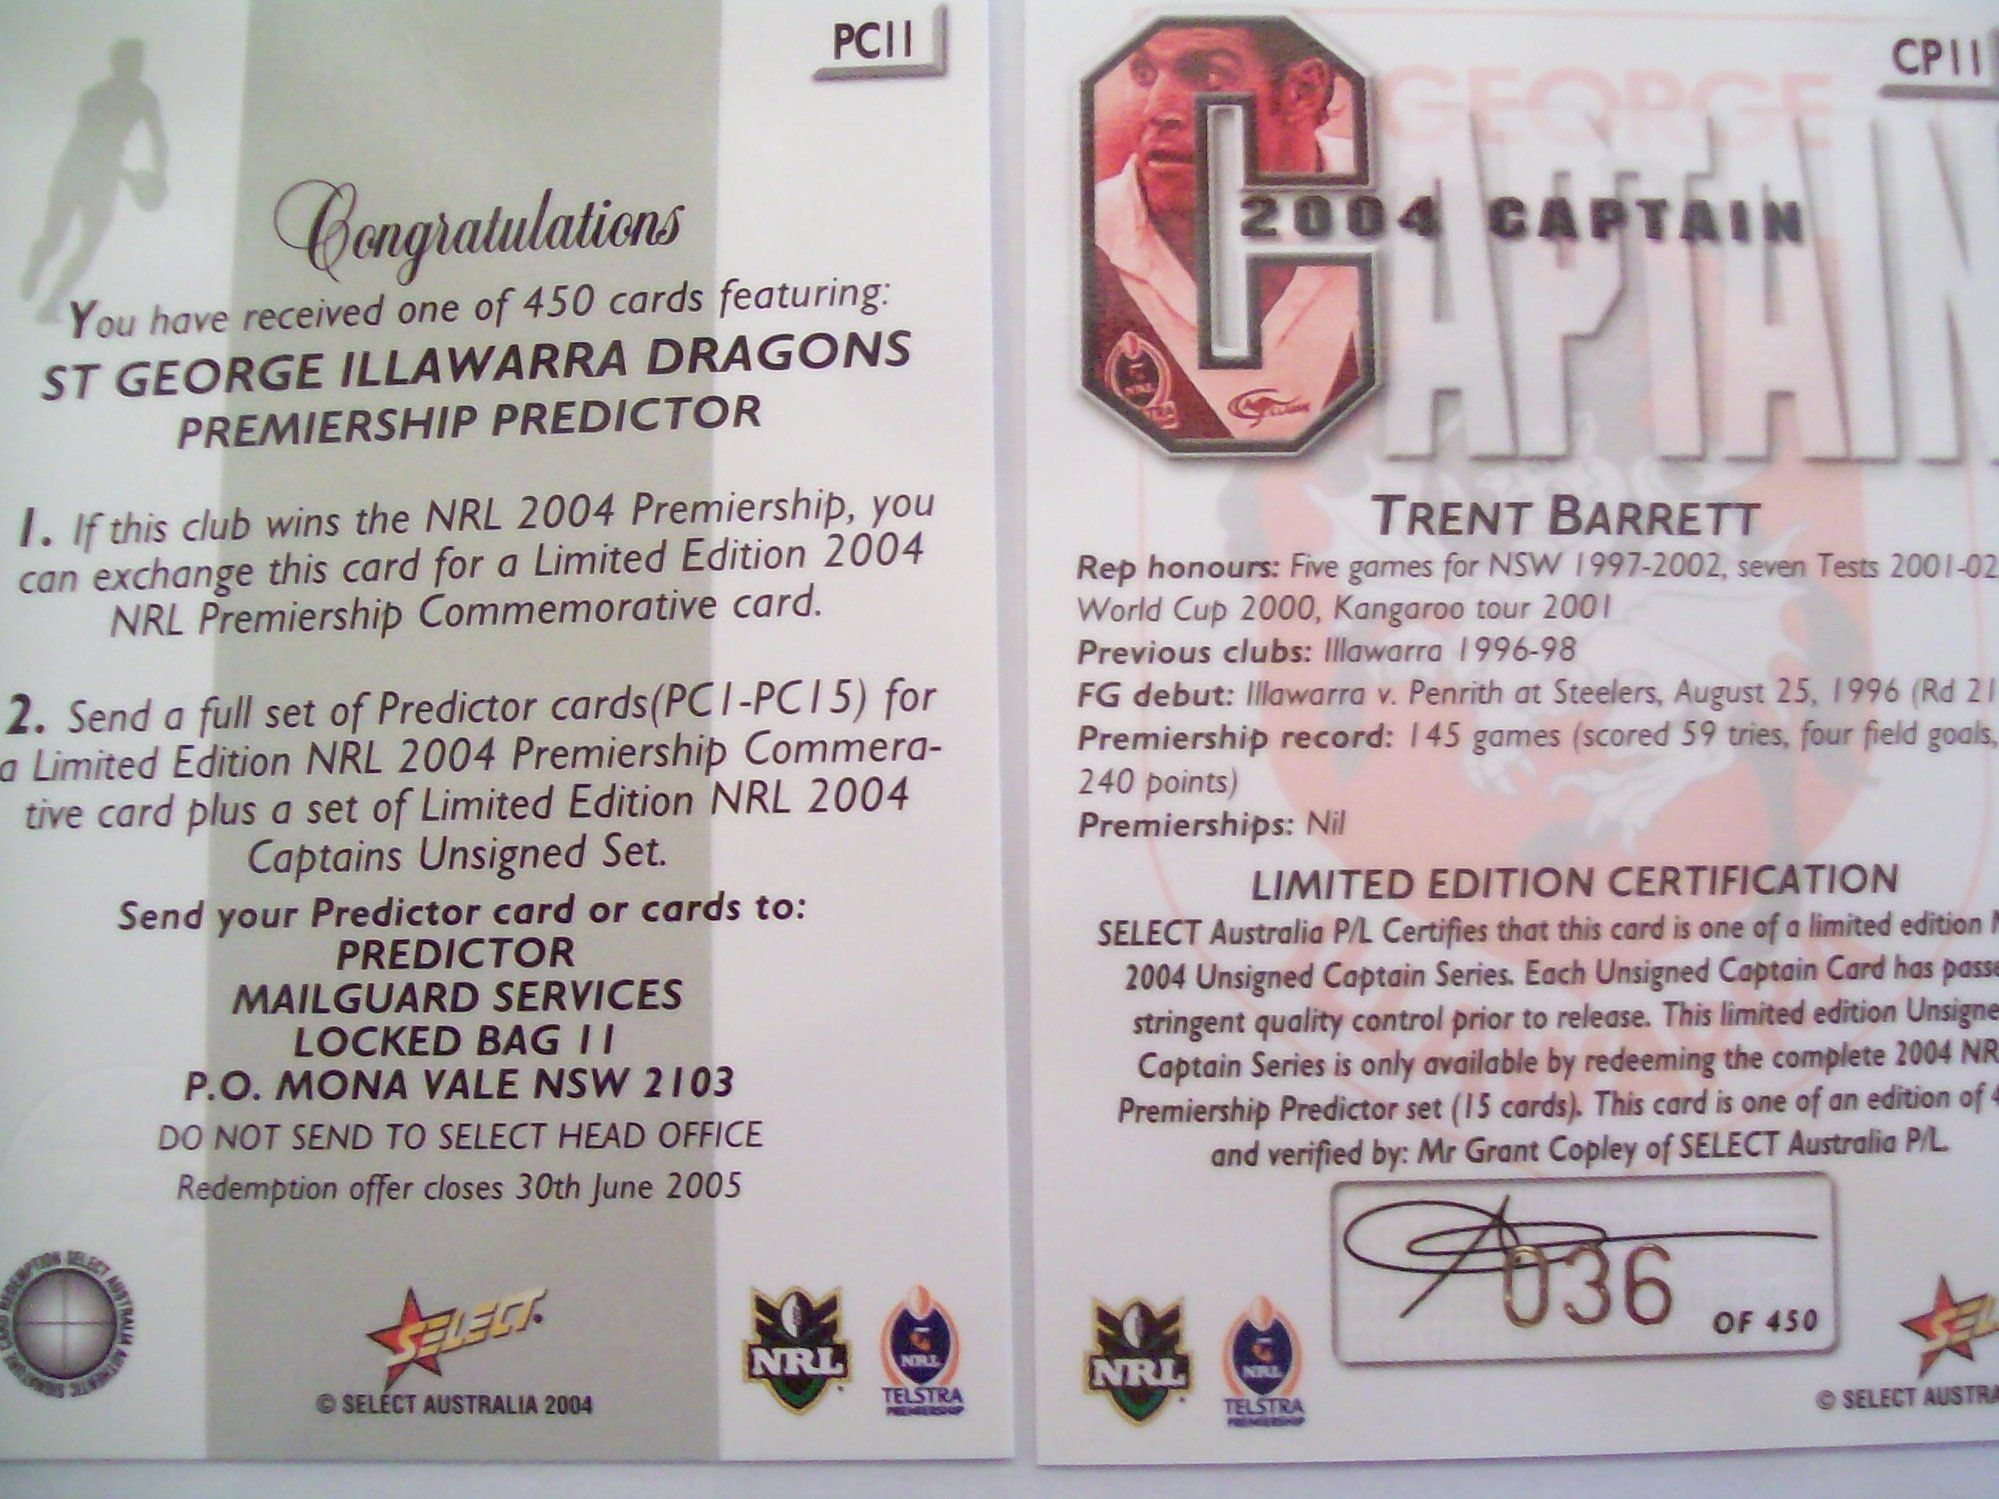 PC11
Congratulations
You have received one of 450 cards featuring:
ST GEORGE ILLAWARRA DRAGONS
PREMIERSHIP PREDICTOR
1. If this club wins the NRL 2004 Premiership, you
can exchange this card for a Limited Edition 2004
NRL Premiership Commemorative card.
2. Send a full set of Predictor cards(PC1-PC15) for
a Limited Edition NRL 2004 Premiership Commera-
tive card plus a set of Limited Edition NRL 2004
Captains Unsigned Set.
Send your Predictor card or cards to:
PREDICTOR
MAILGUARD SERVICES
LOCKED BAG 11
P.O. MONA VALE NSW 2103
DO NOT SEND TO SELECT HEAD OFFICE
Redemption offer closes 30th June 2005
SELECT AUSTRALIA AUTHENTIC SIGNATURE CARD REDEMPTION
SELECT.
© SELECT AUSTRALIA 2004
NRL
NRL
TELSTRA
PREMIERSHIP
CP11
GEORGE
CAPTAIN
2004 CAPTAIN
TRENT BARRETT
Rep honours: Five games for NSW 1997-2002, seven Tests 2001-02
World Cup 2000, Kangaroo tour 2001
Previous clubs: Illawarra 1996-98
FG debut: Illawarra v. Penrith at Steelers, August 25, 1996 (Rd 21
Premiership record: 145 games (scored 59 tries, four field goals,
240 points)
Premierships: Nil
LIMITED EDITION CERTIFICATION
SELECT Australia P/L Certifies that this card is one of a limited edition
2004 Unsigned Captain Series. Each Unsigned Captain Card has passe
stringent quality control prior to release. This limited edition Unsigne
Captain Series is only available by redeeming the complete 2004 NR
Premiership Predictor set (15 cards). This card is one of an edition of 4
and verified by: Mr Grant Copley of SELECT Australia P/L.
036 OF 450
NRL
NRL
TELSTRA
PREMIERSHIP
SEL
© SELECT AUSTRA